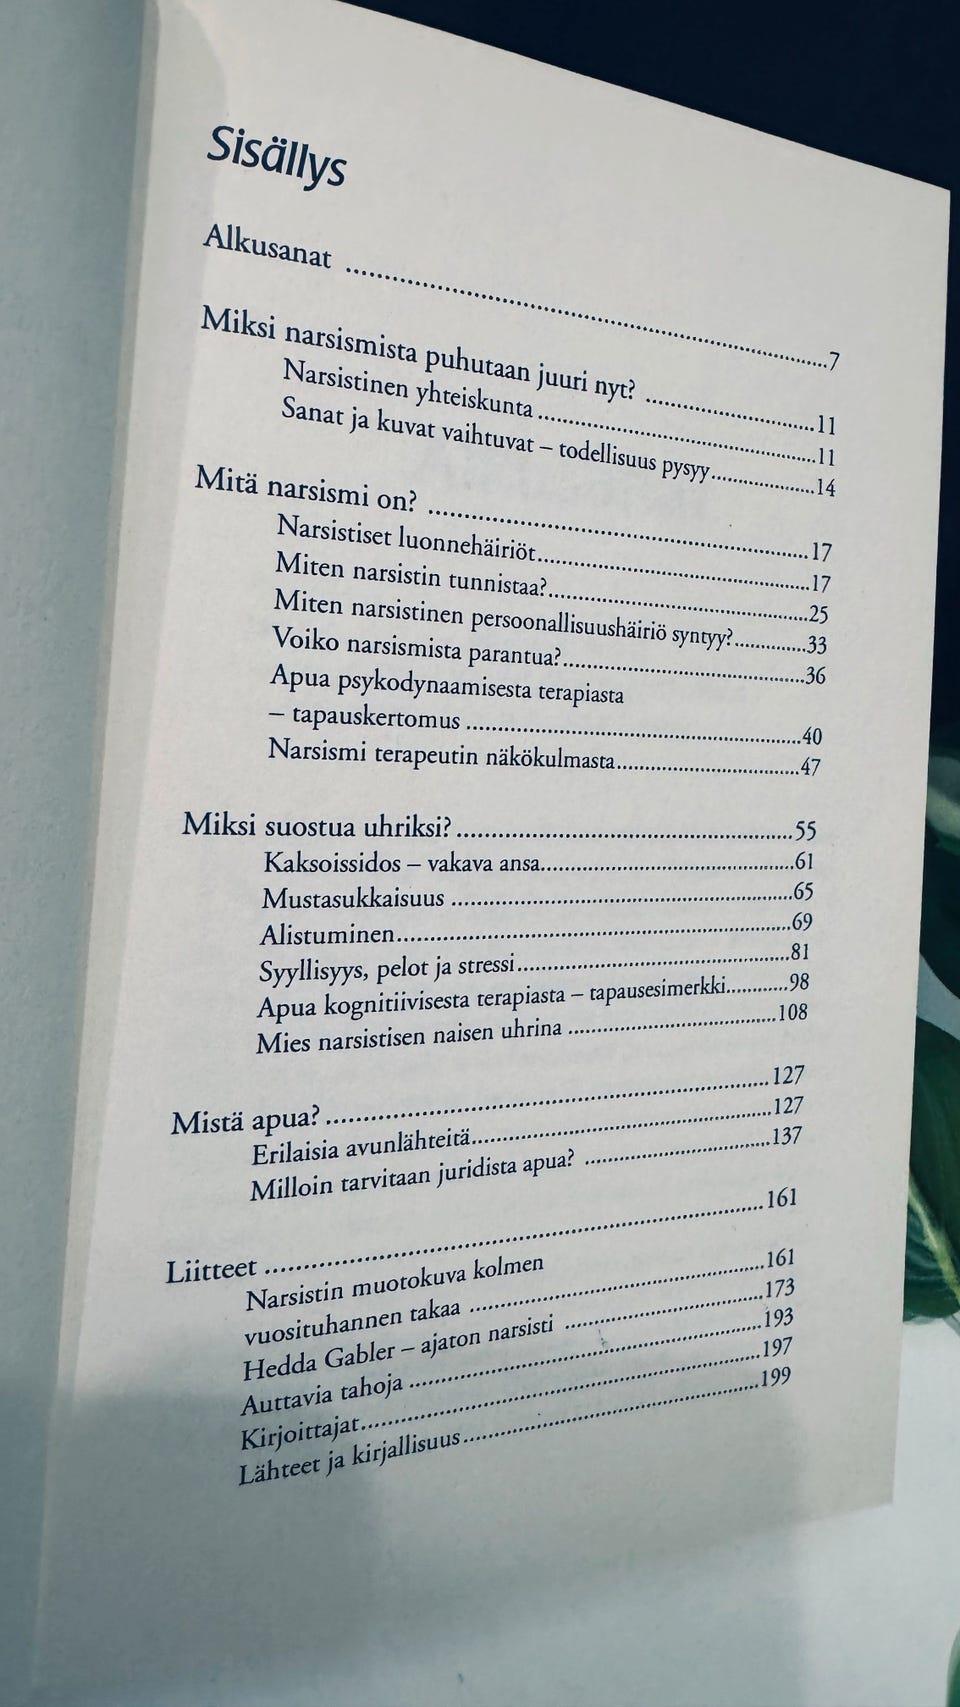 Sisällys
Alkusanat ..........7
Miksi narsismista puhutaan juuri nyt? ..........11
Narsistinen yhteiskunta ..........11
Sanat ja kuvat vaihtuvat – todellisuus pysyy ..........14
Mitä narsismi on? ..........17
Narsistiset luonnehäiriöt ..........17
Miten narsistin tunnistaa? ..........25
Miten narsistinen persoonallisuushäiriö syntyy? ..........33
Voiko narsismista parantua? ..........36
Apua psykodynaamisesta terapiasta
– tapauskertomus ..........40
Narsismi terapeutin näkökulmasta ..........47
Miksi suostua uhriksi? ..........55
Kaksoissidos – vakava ansa ..........61
Mustasukkaisuus ..........65
Alistuminen ..........69
Syyllisyys, pelot ja stressi ..........81
Apua kognitiivisesta terapiasta – tapausesimerkki ..........98
Mies narsistisen naisen uhrina ..........108
Mistä apua? ..........127
Erilaisia avunlähteitä ..........127
Milloin tarvitaan juridista apua? ..........137
Liitteet ..........161
Narsistin muotokuva kolmen
vuosituhannen takaa ..........161
Hedda Gabler – ajaton narsisti ..........173
Auttavia tahoja ..........193
Kirjoittajat ..........197
Lähteet ja kirjallisuus ..........199